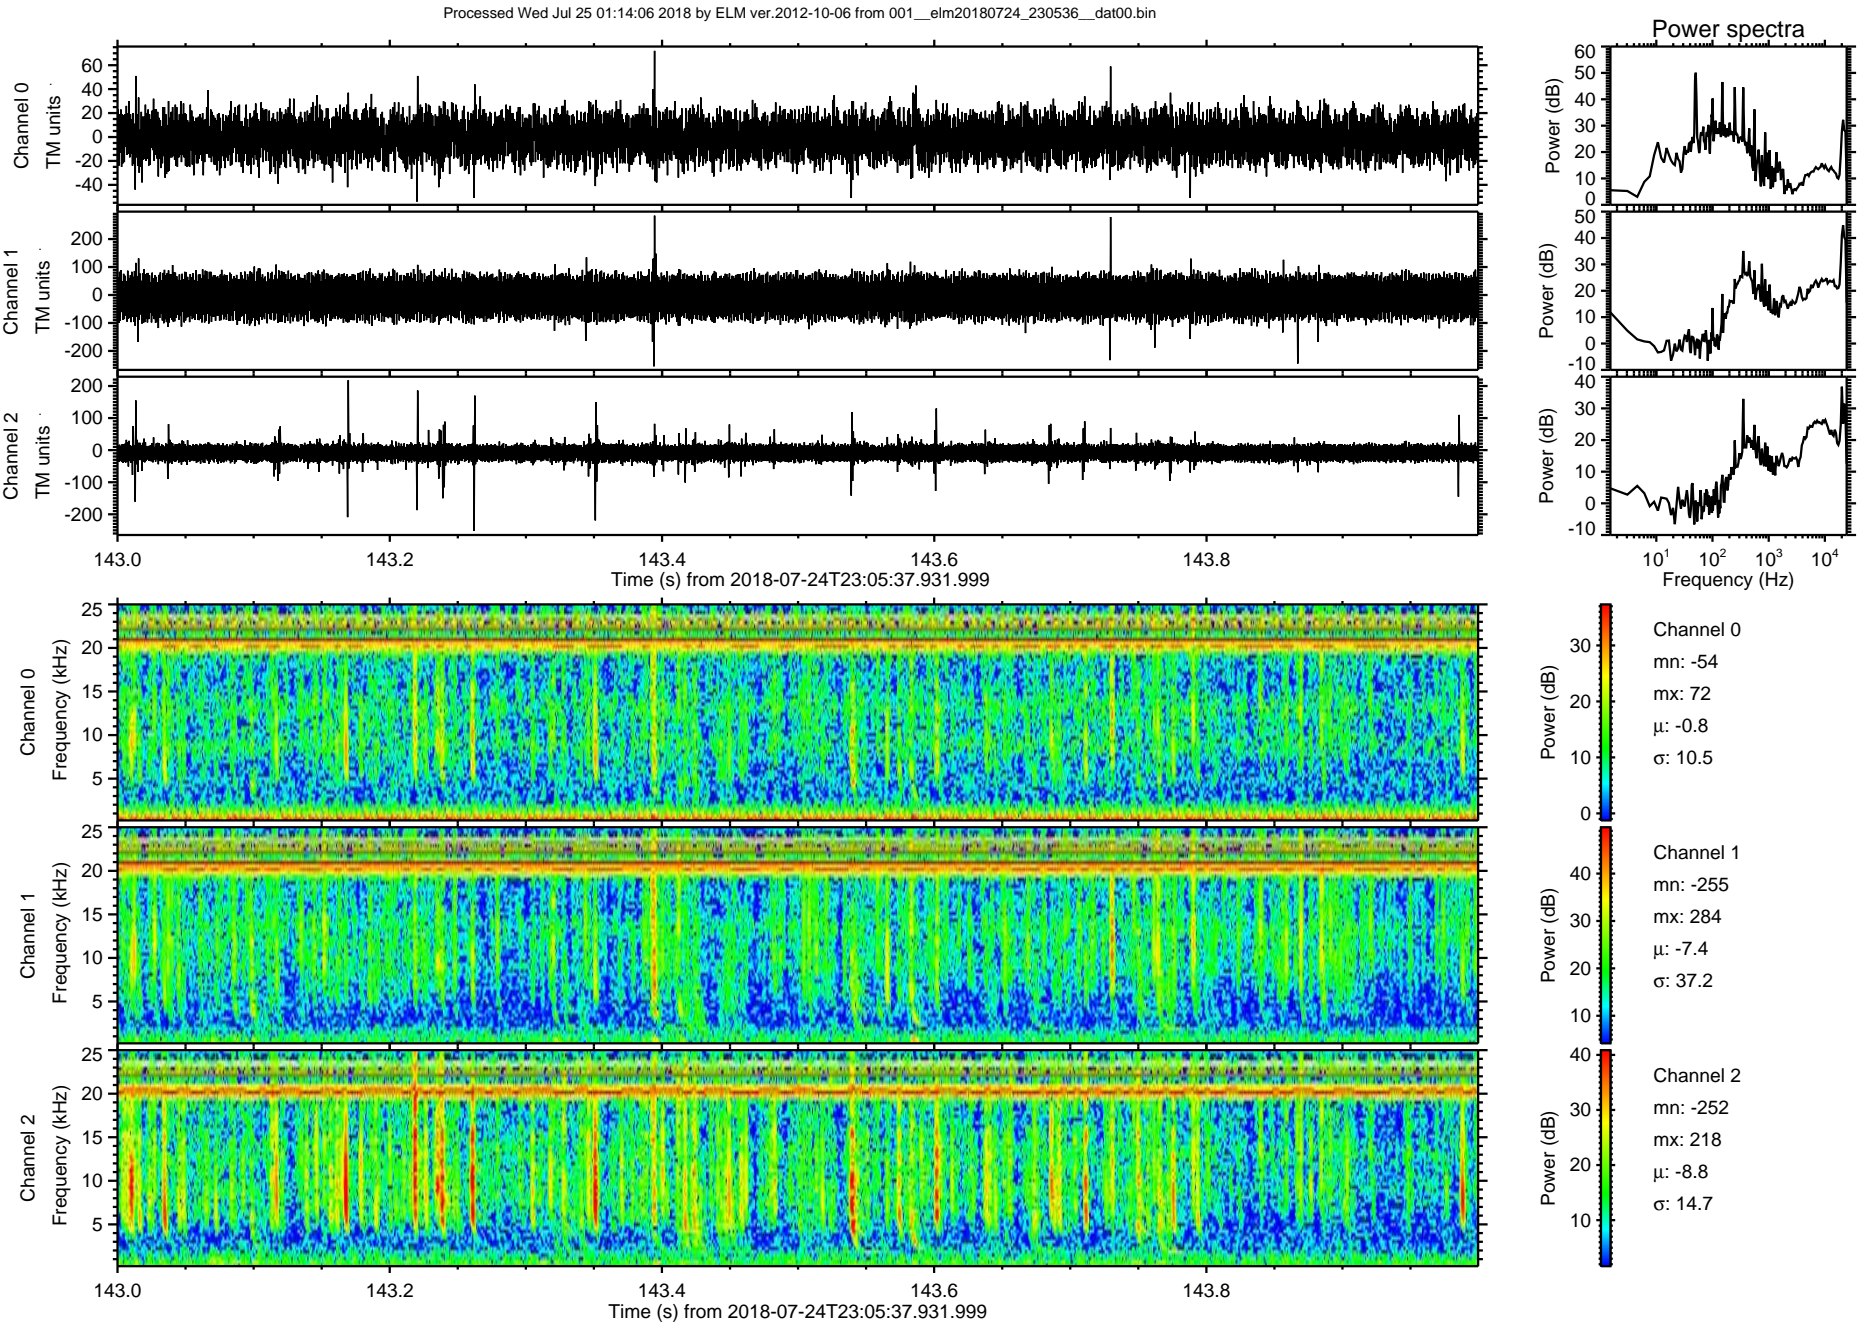 Processed Wed Jul 25 01:14:06 2018 by ELM ver.2012-10-06 from 001__elm20180724_230536__dat00.bin
Power spectra
Channel 0
TM units
60
40
20
0
-20
-40
Power (dB)
60
50
40
30
20
10
0
Channel 1
TM units
200
100
0
-100
-200
Power (dB)
50
40
30
20
10
0
-10
Channel 2
TM units
200
100
0
-100
-200
Power (dB)
40
30
20
10
0
-10
143.0 143.2 143.4 143.6 143.8
Time (s) from 2018-07-24T23:05:37.931.999
10¹ 10² 10³ 10⁴
Frequency (Hz)
Channel 0
Frequency (kHz)
25
20
15
10
5
Power (dB)
30
20
10
0
Channel 0
mn: -54
mx: 72
μ: -0.8
σ: 10.5
Channel 1
Frequency (kHz)
25
20
15
10
5
Power (dB)
40
30
20
10
Channel 1
mn: -255
mx: 284
μ: -7.4
σ: 37.2
Channel 2
Frequency (kHz)
25
20
15
10
5
Power (dB)
40
30
20
10
Channel 2
mn: -252
mx: 218
μ: -8.8
σ: 14.7
143.0 143.2 143.4 143.6 143.8
Time (s) from 2018-07-24T23:05:37.931.999